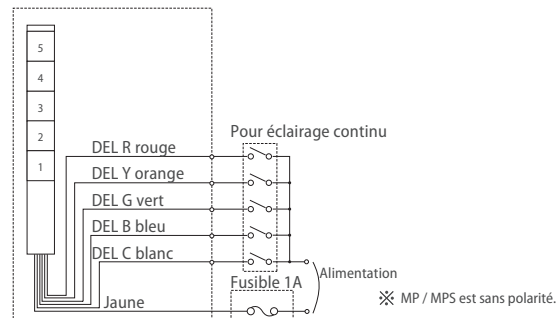 5
4
3
2
1
Pour éclairage continu
DEL R rouge
DEL Y orange
DEL G vert
DEL B bleu
DEL C blanc
Fusible 1A
Alimentation
Jaune
※ MP / MPS est sans polarité.